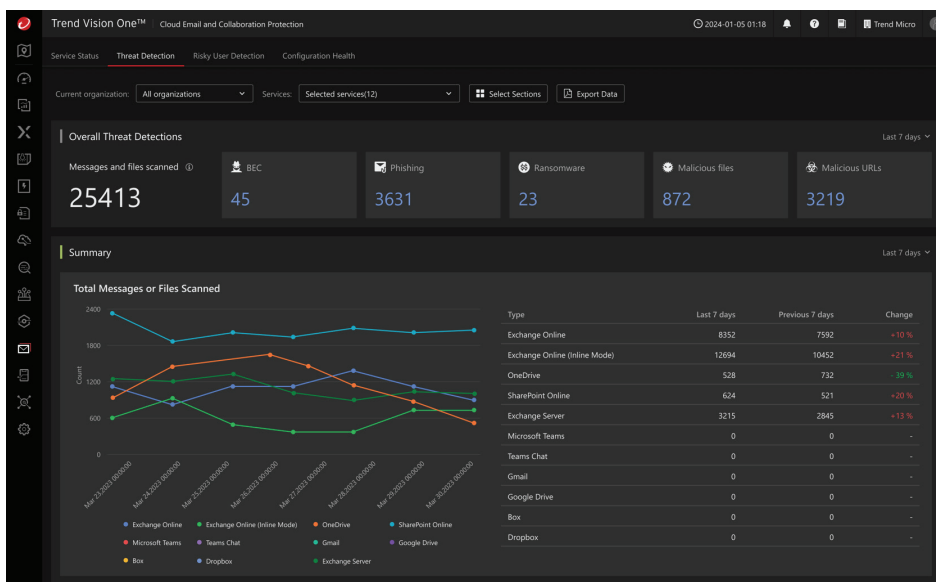 Trend Vision One™ | Cloud Email and Collaboration Protection
2024-01-05 01:18
Trend Micro
Service Status Threat Detection Risky User Detection Configuration Health
Current organization: All organizations Services: Selected services(12) Select Sections Export Data
Overall Threat Detections
Last 7 days
Messages and files scanned
25413
BEC
45
Phishing
3631
Ransomware
23
Malicious files
872
Malicious URLs
3219
Summary
Last 7 days
Total Messages or Files Scanned
Count
2400
1800
1200
600
0
Mar 23,2023 00:00:00
Mar 24,2023 00:00:00
Mar 25,2023 00:00:00
Mar 26,2023 00:00:00
Mar 27,2023 00:00:00
Mar 28,2023 00:00:00
Mar 29,2023 00:00:00
Mar 30,2023 00:00:00
Exchange Online Exchange Online (Inline Mode) OneDrive SharePoint Online
Microsoft Teams Teams Chat Gmail Google Drive
Box Dropbox Exchange Server
Type Last 7 days Previous 7 days Change
Exchange Online 8352 7592 +10 %
Exchange Online (Inline Mode) 12694 10452 +21 %
OneDrive 528 732 - 39 %
SharePoint Online 624 521 +20 %
Exchange Server 3215 2845 +13 %
Microsoft Teams 0 0 -
Teams Chat 0 0 -
Gmail 0 0 -
Google Drive 0 0 -
Box 0 0 -
Dropbox 0 0 -